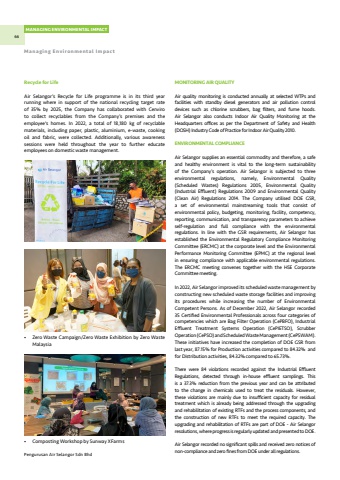 MANAGING ENVIRONMENTAL IMPACT
66
Managing Environmental Impact
Recycle for Life
Air Selangor's Recycle for Life programme is in its third year
running where in support of the national recycling target rate
of 35% by 2025, the Company has collaborated with Cenviro
to collect recyclables from the Company's premises and the
employee's homes. In 2022, a total of 18,180 kg of recyclable
materials, including paper, plastic, aluminium, e-waste, cooking
oil and fabric, were collected. Additionally, various awareness
sessions were held throughout the year to further educate
employees on domestic waste management.
• Zero Waste Campaign/Zero Waste Exhibition by Zero Waste
Malaysia
• Composting Workshop by Sunway XFarms
Pengurusan Air Selangor Sdn Bhd
MONITORING AIR QUALITY
Air quality monitoring is conducted annually at selected WTPs and
facilities with standby diesel generators and air pollution control
devices such as chlorine scrubbers, bag filters, and fume hoods.
Air Selangor also conducts Indoor Air Quality Monitoring at the
Headquarters offices as per the Department of Safety and Health
(DOSH) Industry Code of Practice for Indoor Air Quality 2010.
ENVIRONMENTAL COMPLIANCE
Air Selangor supplies an essential commodity and therefore, a safe
and healthy environment is vital to the long-term sustainability
of the Company's operation. Air Selangor is subjected to three
environmental regulations, namely, Environmental Quality
(Scheduled Wastes) Regulations 2005, Environmental Quality
(Industrial Effluent) Regulations 2009 and Environmental Quality
(Clean Air) Regulations 2014. The Company utilised DOE GSR,
a set of environmental mainstreaming tools that consist of
environmental policy, budgeting, monitoring, facility, competency,
reporting, communication, and transparency parameters to achieve
self-regulation and full compliance with the environmental
regulations. In line with the GSR requirements, Air Selangor has
established the Environmental Regulatory Compliance Monitoring
Committee (ERCMC) at the corporate level and the Environmental
Performance Monitoring Committee (EPMC) at the regional level
in ensuring compliance with applicable environmental regulations.
The ERCMC meeting convenes together with the HSE Corporate
Committee meeting.
In 2022, Air Selangor improved its scheduled waste management by
constructing new scheduled waste storage facilities and improving
its procedures while increasing the number of Environmental
Competent Persons. As of December 2022, Air Selangor recorded
35 Certified Environmental Professionals across four categories of
competencies which are Bag Filter Operation (CePBFO), Industrial
Effluent Treatment Systems Operation (CePIETSO), Scrubber
Operation (CePSO) and Scheduled Waste Management (CePSWAM).
These initiatives have increased the completion of DOE GSR from
last year, 87.15% for Production activities compared to 84.32% and
for Distribution activities, 84.32% compared to 65.73%.
There were 84 violations recorded against the Industrial Effluent
Regulations, detected through in-house effluent samplings. This
is a 37.3% reduction from the previous year and can be attributed
to the change in chemicals used to treat the residuals. However,
these violations are mainly due to insufficient capacity for residual
treatment which is already being addressed through the upgrading
and rehabilitation of existing RTFs and the process components, and
the construction of new RTFs to meet the required capacity. The
upgrading and rehabilitation of RTFs are part of DOE - Air Selangor
resolutions, where progress is regularly updated and presented to DOE.
Air Selangor recorded no significant spills and received zero notices of
non-compliance and zero fines from DOE under all regulations.